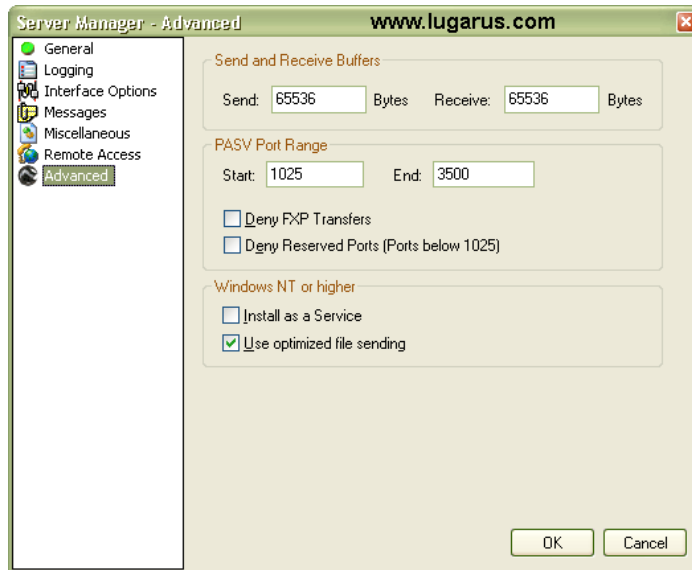 Server Manager - Advanced www.lugarus.com
General
Logging
Interface Options
Messages
Miscellaneous
Remote Access
Advanced
Send and Receive Buffers
Send: 65536 Bytes Receive: 65536 Bytes
PASV Port Range
Start: 1025 End: 3500
Deny FXP Transfers
Deny Reserved Ports (Ports below 1025)
Windows NT or higher
Install as a Service
Use optimized file sending
OK Cancel